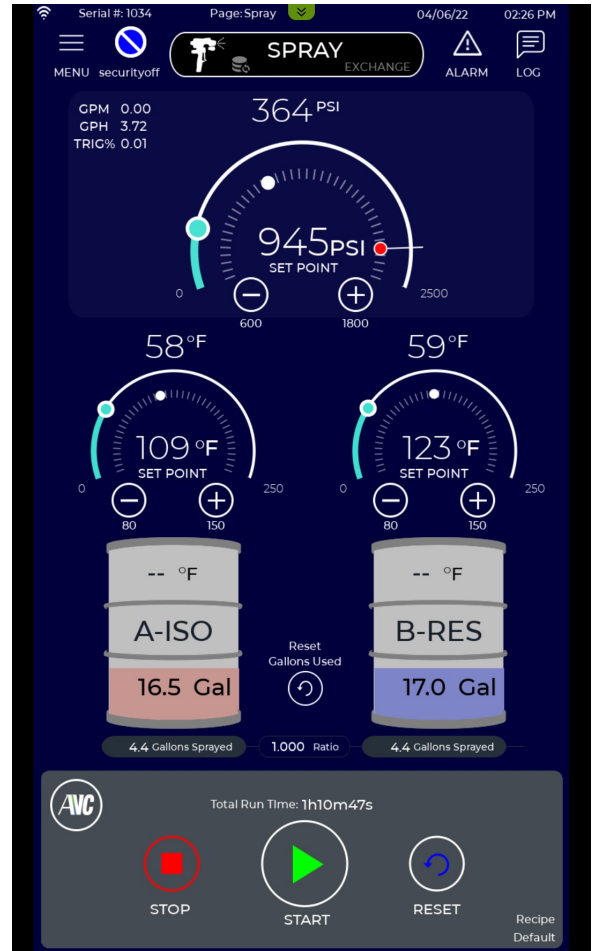 Serial #: 1034 Page: Spray 04/06/22 02:26 PM
MENU securityoff SPRAY EXCHANGE ALARM LOG
GPM 0.00
GPH 3.72
TRIG% 0.01
364 PSI
945 PSI
SET POINT
0 2500
600 1800
58 °F 59 °F
109 °F 123 °F
SET POINT SET POINT
0 250 0 250
80 150 80 150
-- °F -- °F
A-ISO B-RES
Reset
Gallons Used
16.5 Gal 17.0 Gal
4.4 Gallons Sprayed 1.000 Ratio 4.4 Gallons Sprayed
AVC
Total Run TIme: 1h10m47s
STOP START RESET
Recipe
Default